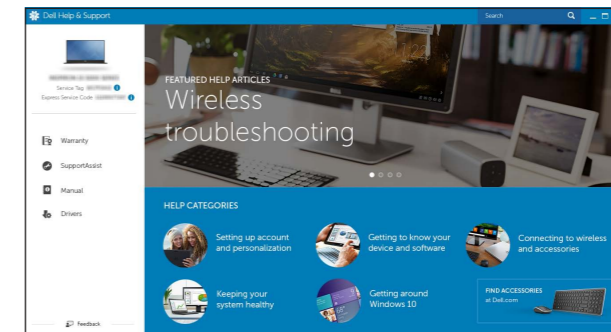 Dell Help & Support
Search
Service Tag:
Express Service Code:
Warranty
SupportAssist
Manual
Drivers
Feedback
FEATURED HELP ARTICLES
Wireless
troubleshooting
HELP CATEGORIES
Setting up account
and personalization
Getting to know your
device and software
Connecting to wireless
and accessories
Keeping your
system healthy
Getting around
Windows 10
FIND ACCESSORIES
at Dell.com